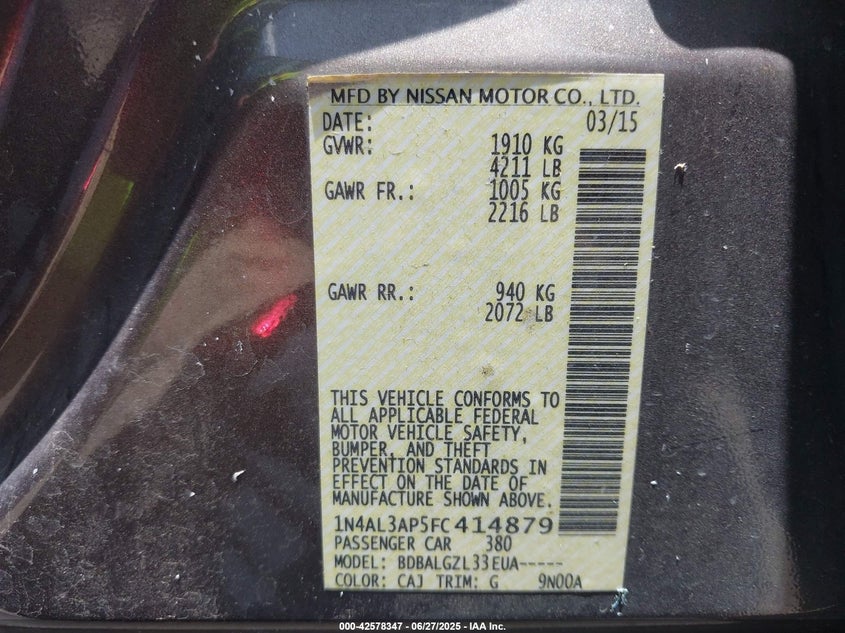 MFD BY NISSAN MOTOR CO., LTD.
DATE: 03/15
GVWR: 1910 KG
4211 LB
GAWR FR.: 1005 KG
2216 LB
GAWR RR.: 940 KG
2072 LB
THIS VEHICLE CONFORMS TO
ALL APPLICABLE FEDERAL
MOTOR VEHICLE SAFETY,
BUMPER, AND THEFT
PREVENTION STANDARDS IN
EFFECT ON THE DATE OF
MANUFACTURE SHOWN ABOVE.
1N4AL3AP5FC414879
PASSENGER CAR 380
MODEL: BDBALGZL33EUA-----
COLOR: CAJ TRIM: G 9N00A
000-42578347 - 06/27/2025 - IAA Inc.